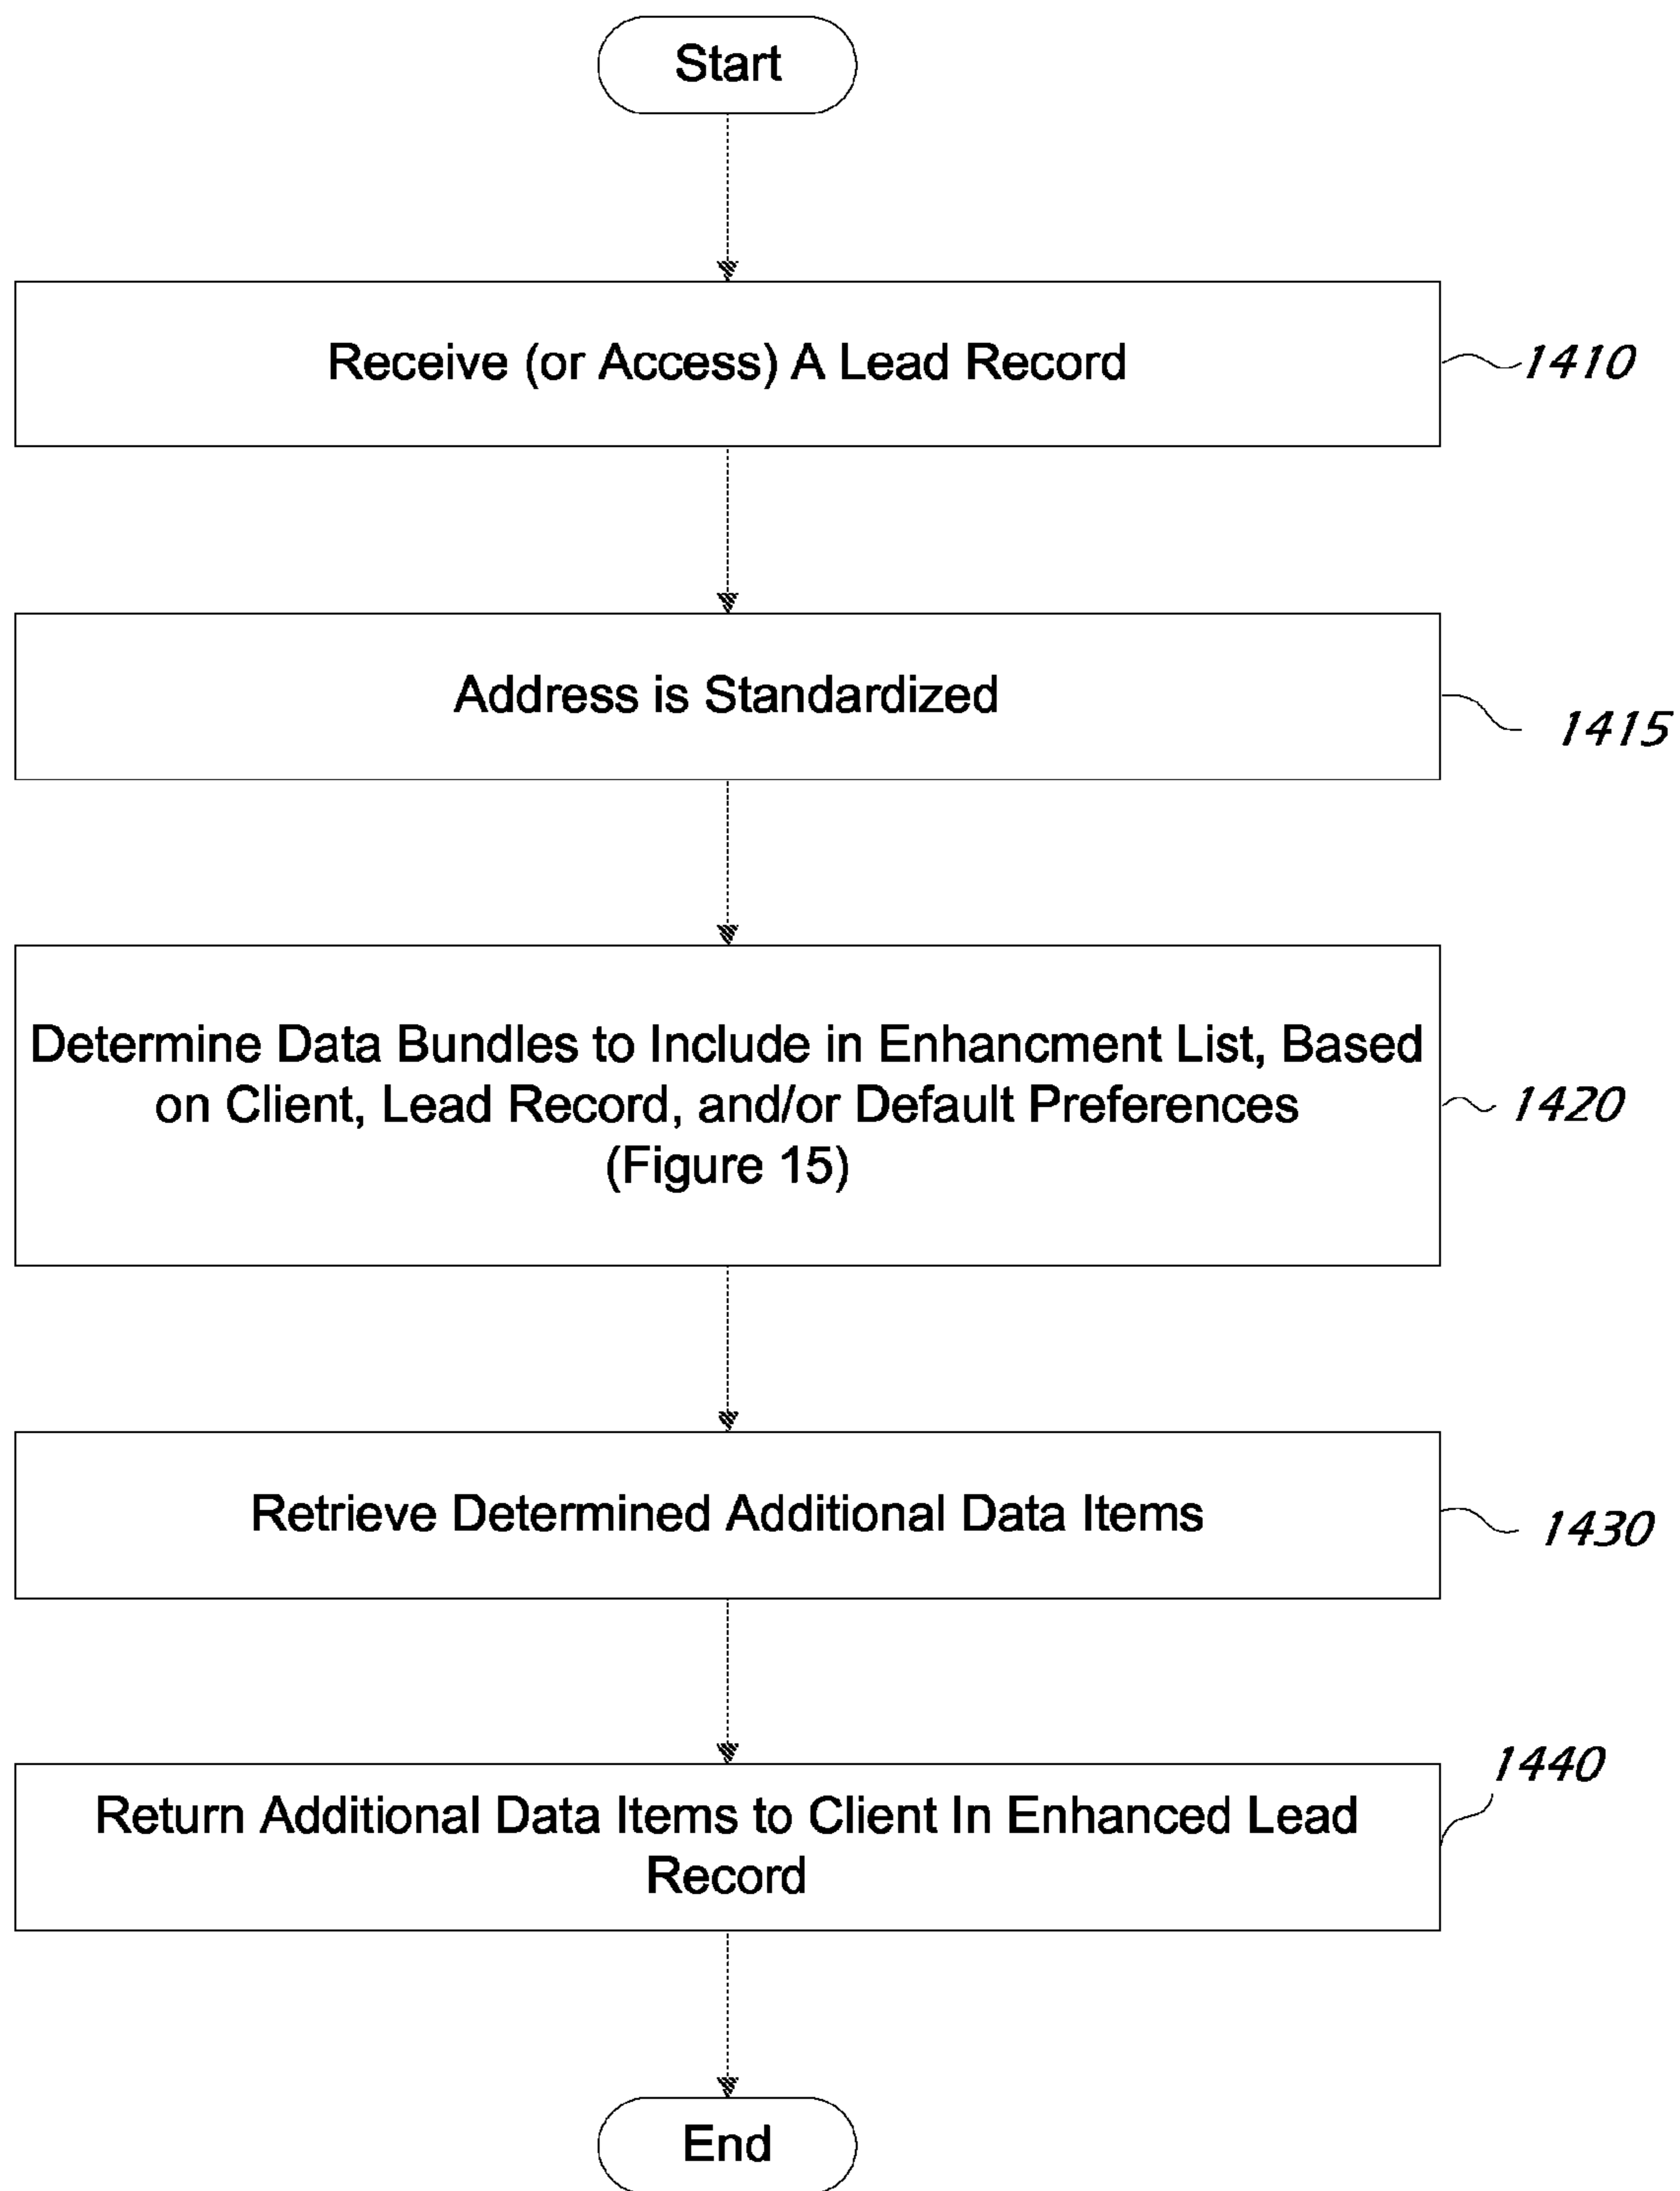 Start
Receive (or Access) A Lead Record
1410
Address is Standardized
1415
Determine Data Bundles to Include in Enhancment List, Based
on Client, Lead Record, and/or Default Preferences
(Figure 15)
1420
Retrieve Determined Additional Data Items
1430
1440
Return Additional Data Items to Client In Enhanced Lead
Record
End